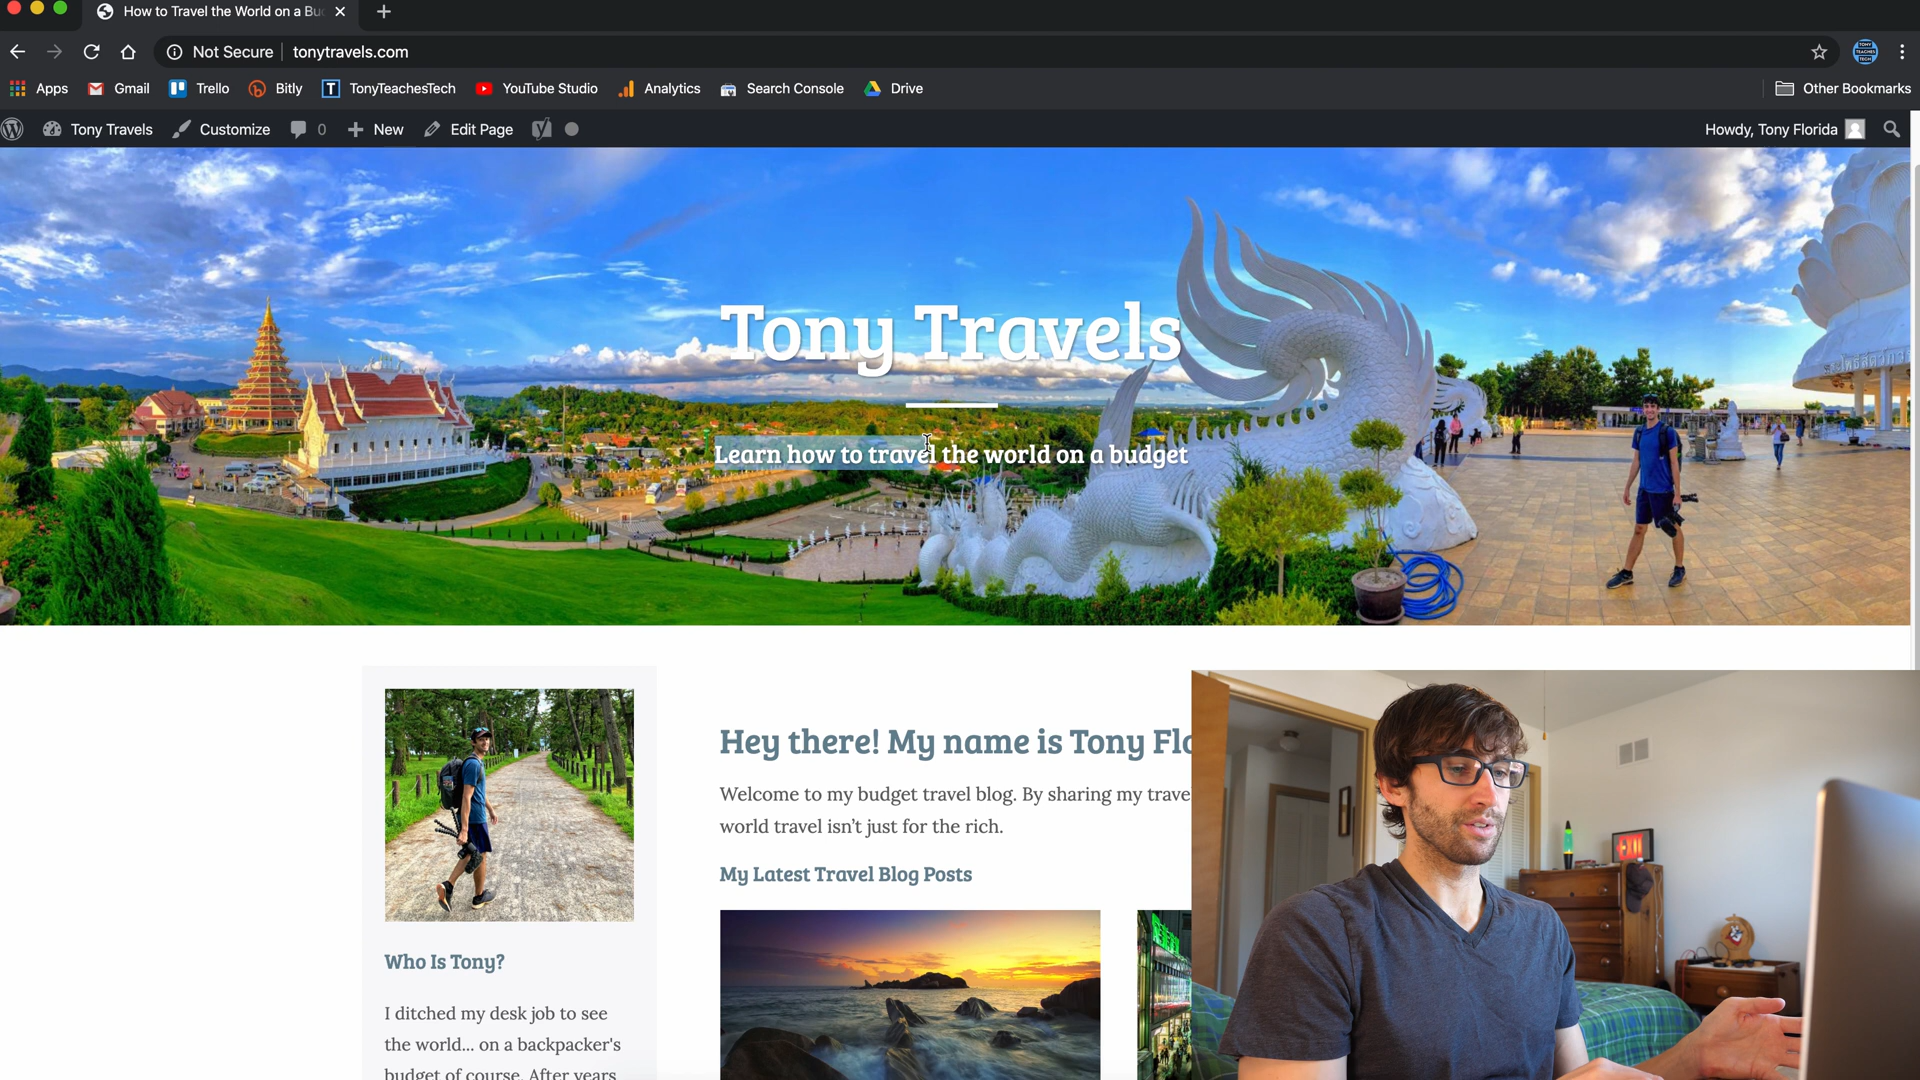 How to Travel the World on a Bu
Not Secure
tonytravels.com
Apps
Gmail
Trello
Bitly
TonyTeachesTech
YouTube Studio
Analytics
Search Console
Drive
Other Bookmarks
Tony Travels
Customize
0
New
Edit Page
Howdy, Tony Florida
Tony Travels
Learn how to travel the world on a budget
Hey there! My name is Tony Flo
Welcome to my budget travel blog. By sharing my trave
world travel isn't just for the rich.
My Latest Travel Blog Posts
Who Is Tony?
I ditched my desk job to see
the world... on a backpacker's
budget of course. After years